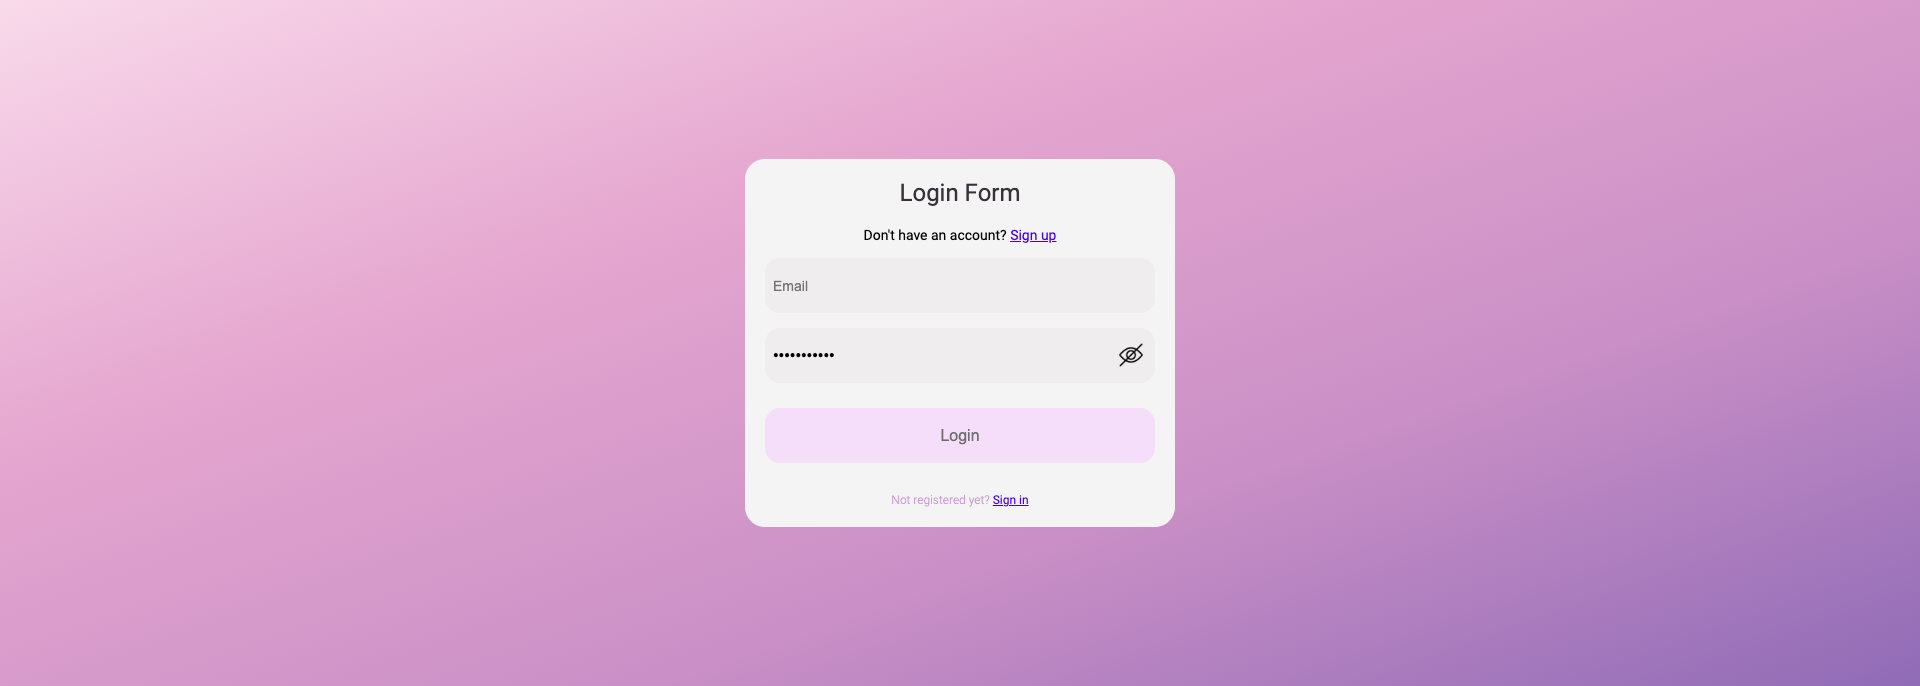 Login Form
Don't have an account? Sign up
Email
•••••••••••
Login
Not registered yet? Sign in